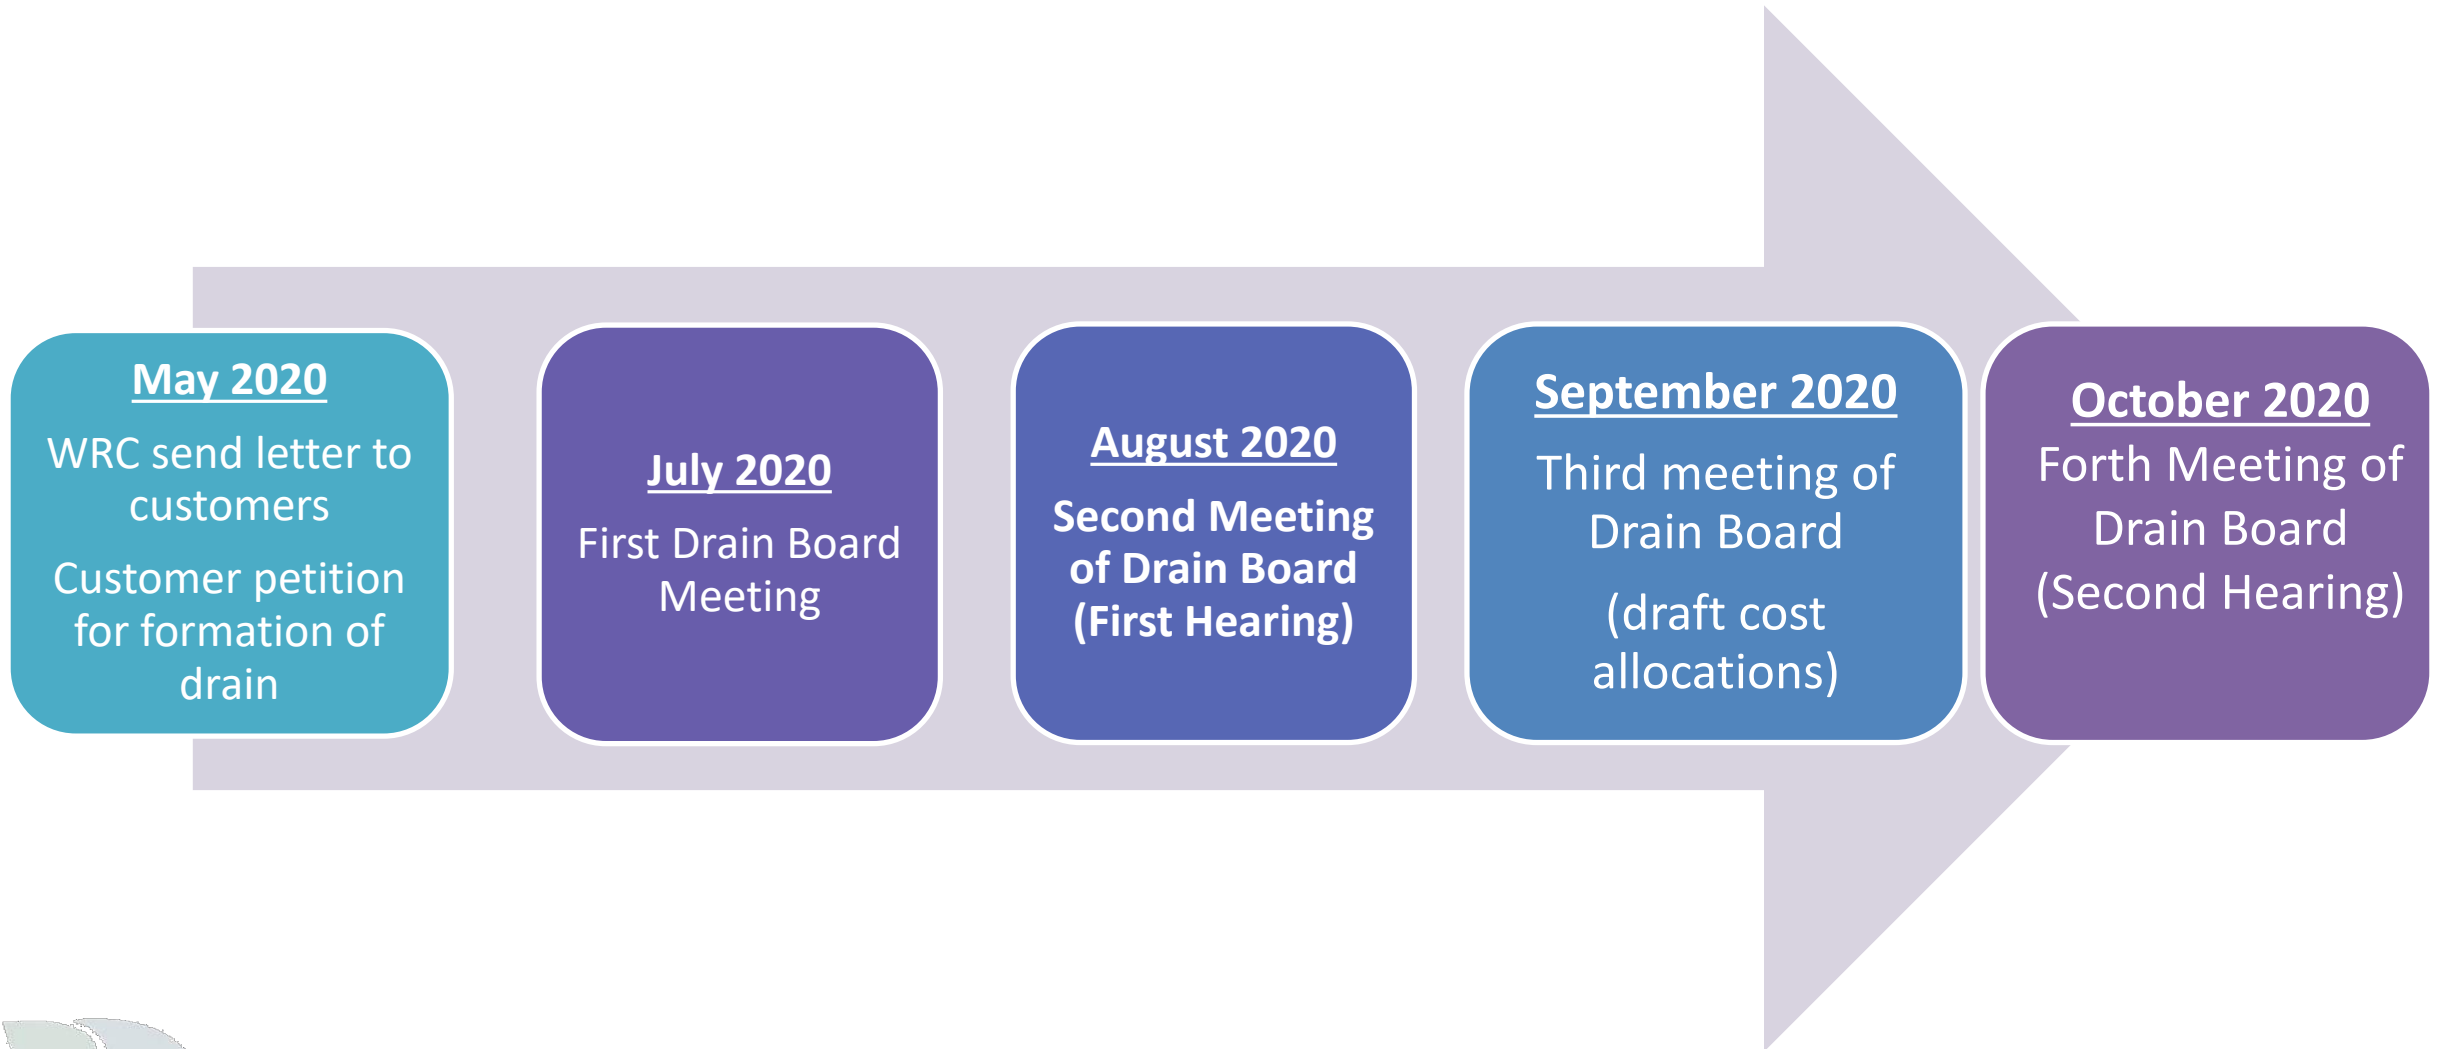 May 2020
WRC send letter to
customers
Customer petition
for formation of
drain
July 2020
First Drain Board
Meeting
August 2020
Second Meeting
of Drain Board
(First Hearing)
September 2020
Third meeting of
Drain Board
(draft cost
allocations)
October 2020
Forth Meeting of
Drain Board
(Second Hearing)